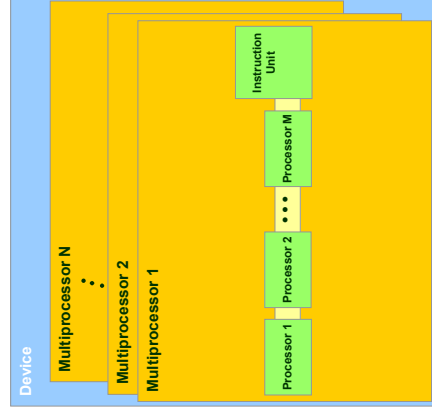 Device
Multiprocessor N
Multiprocessor 2
Multiprocessor 1
Processor 1
Processor 2
•••
Processor M
Instruction
Unit